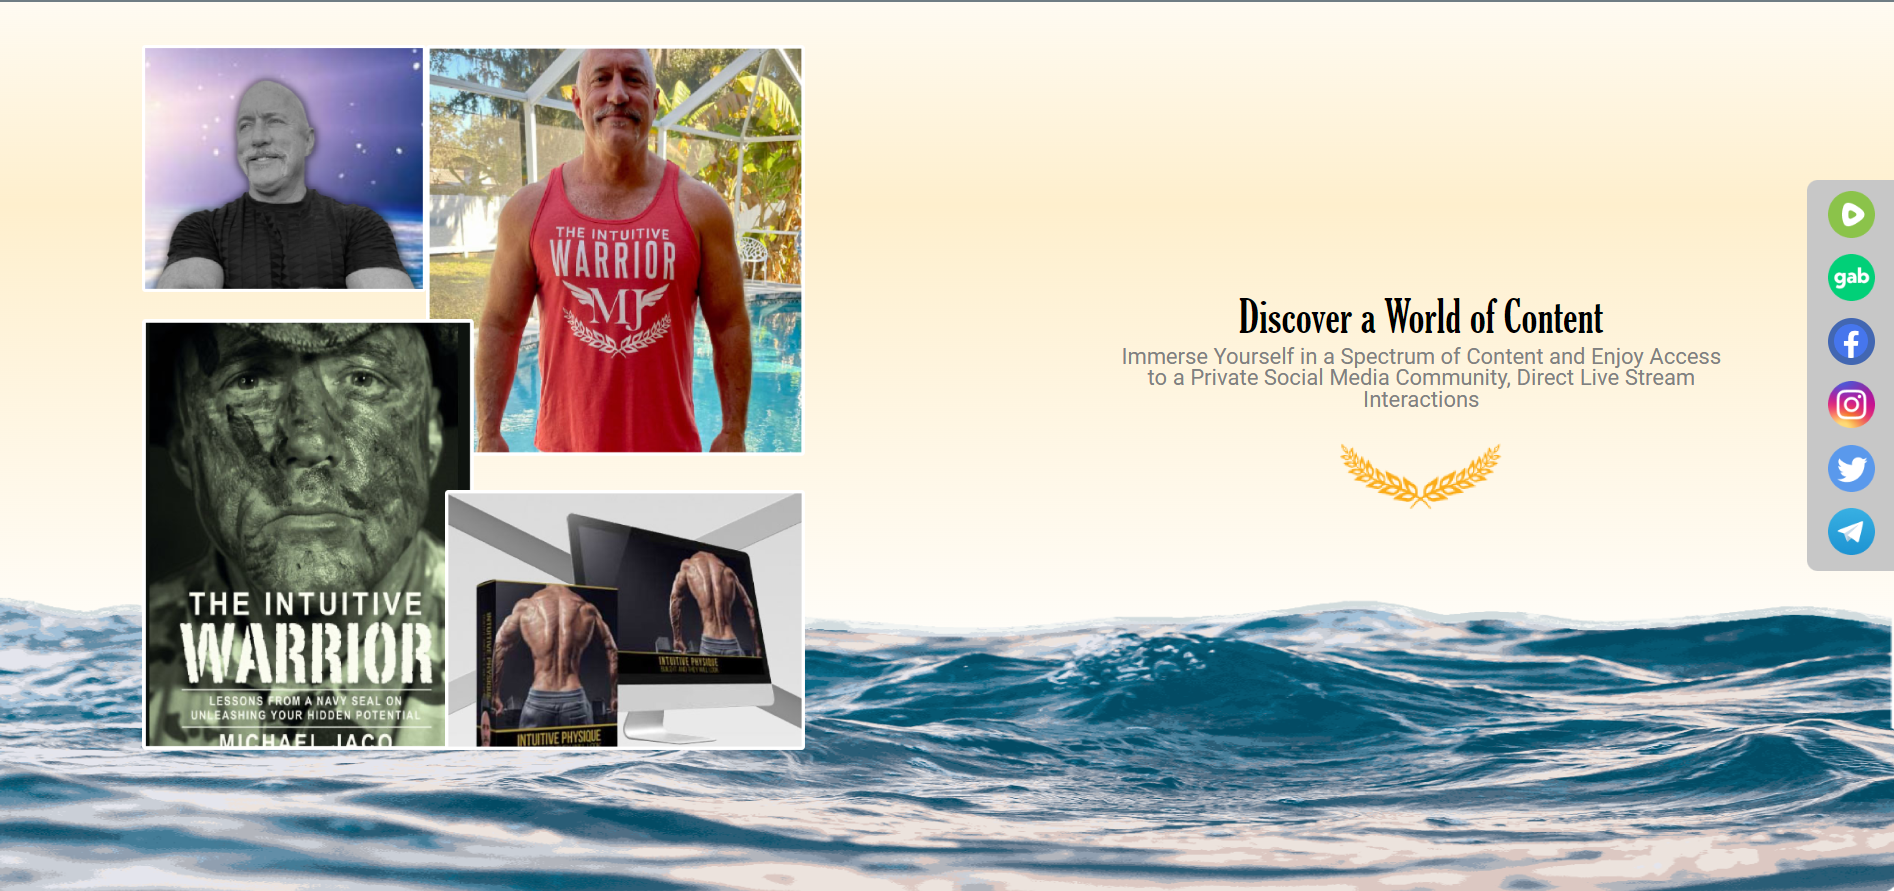 THE INTUITIVE
WARRIOR
MJ
THE INTUITIVE
WARRIOR
LESSONS FROM A NAVY SEAL ON
UNLEASHING YOUR HIDDEN POTENTIAL
MICHAEL JACO
INTUITIVE PHYSIQUE
INTUITIVE PHYSIQUE
INTUITIVE PHYSIQUE
Discover a World of Content
Immerse Yourself in a Spectrum of Content and Enjoy Access
to a Private Social Media Community, Direct Live Stream
Interactions
gab